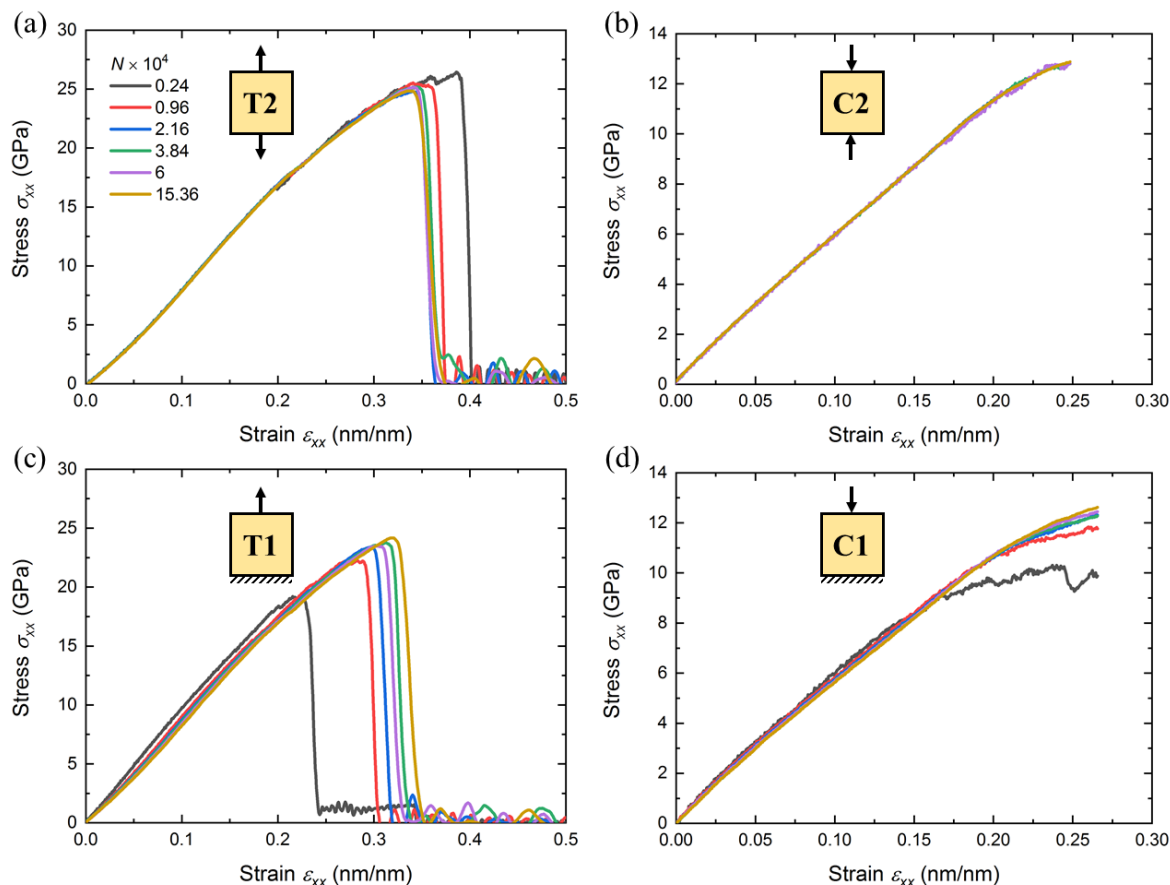 (a)
30
25
20
15
10
5
0
Stress σxx (GPa)
N × 10⁴
0.24
0.96
2.16
3.84
6
15.36
T2
0.0 0.1 0.2 0.3 0.4 0.5
Strain εxx (nm/nm)
(b)
14
12
10
8
6
4
2
0
Stress σxx (GPa)
C2
0.00 0.05 0.10 0.15 0.20 0.25 0.30
Strain εxx (nm/nm)
(c)
30
25
20
15
10
5
0
Stress σxx (GPa)
T1
0.0 0.1 0.2 0.3 0.4 0.5
Strain εxx (nm/nm)
(d)
14
12
10
8
6
4
2
0
Stress σxx (GPa)
C1
0.00 0.05 0.10 0.15 0.20 0.25 0.30
Strain εxx (nm/nm)